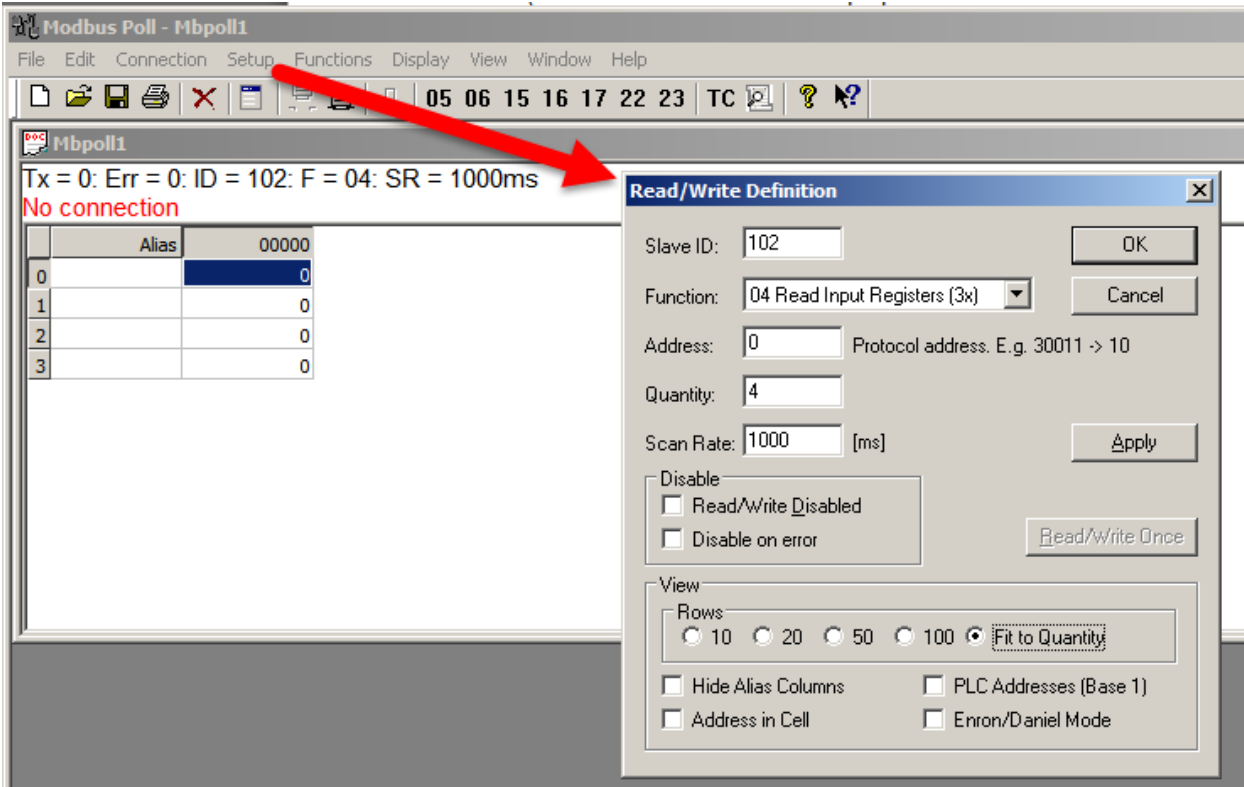 Modbus Poll - Mbpoll1
File Edit Connection Setup Functions Display View Window Help
05 06 15 16 17 22 23 TC
Mbpoll1
Tx = 0: Err = 0: ID = 102: F = 04: SR = 1000ms
No connection
Alias 00000
0 0
1 0
2 0
3 0
Read/Write Definition
Slave ID: 102 OK
Function: 04 Read Input Registers (3x) Cancel
Address: 0 Protocol address. E.g. 30011 -> 10
Quantity: 4
Scan Rate: 1000 [ms] Apply
Disable
Read/Write Disabled
Disable on error
Read/Write Once
View
Rows
10 20 50 100 Fit to Quantity
Hide Alias Columns PLC Addresses (Base 1)
Address in Cell Enron/Daniel Mode